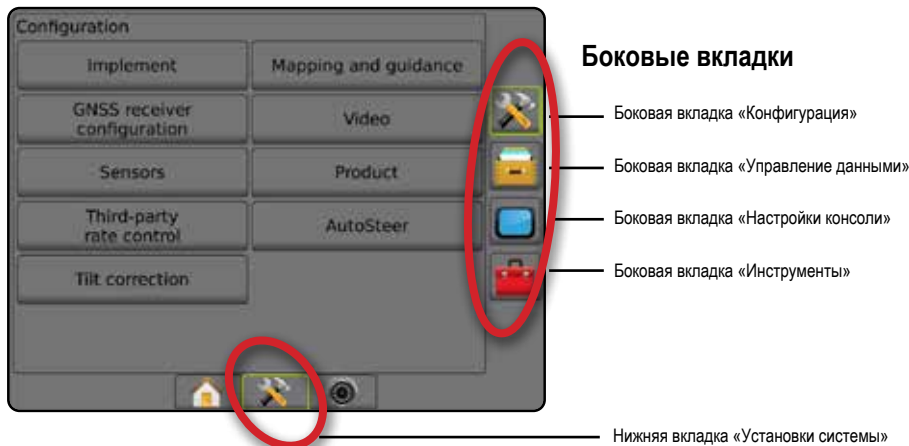 Configuration
Implement
Mapping and guidance
GNSS receiver
configuration
Video
Sensors
Product
Third-party
rate control
AutoSteer
Tilt correction
Боковые вкладки
Боковая вкладка «Конфигурация»
Боковая вкладка «Управление данными»
Боковая вкладка «Настройки консоли»
Боковая вкладка «Инструменты»
Нижняя вкладка «Установки системы»